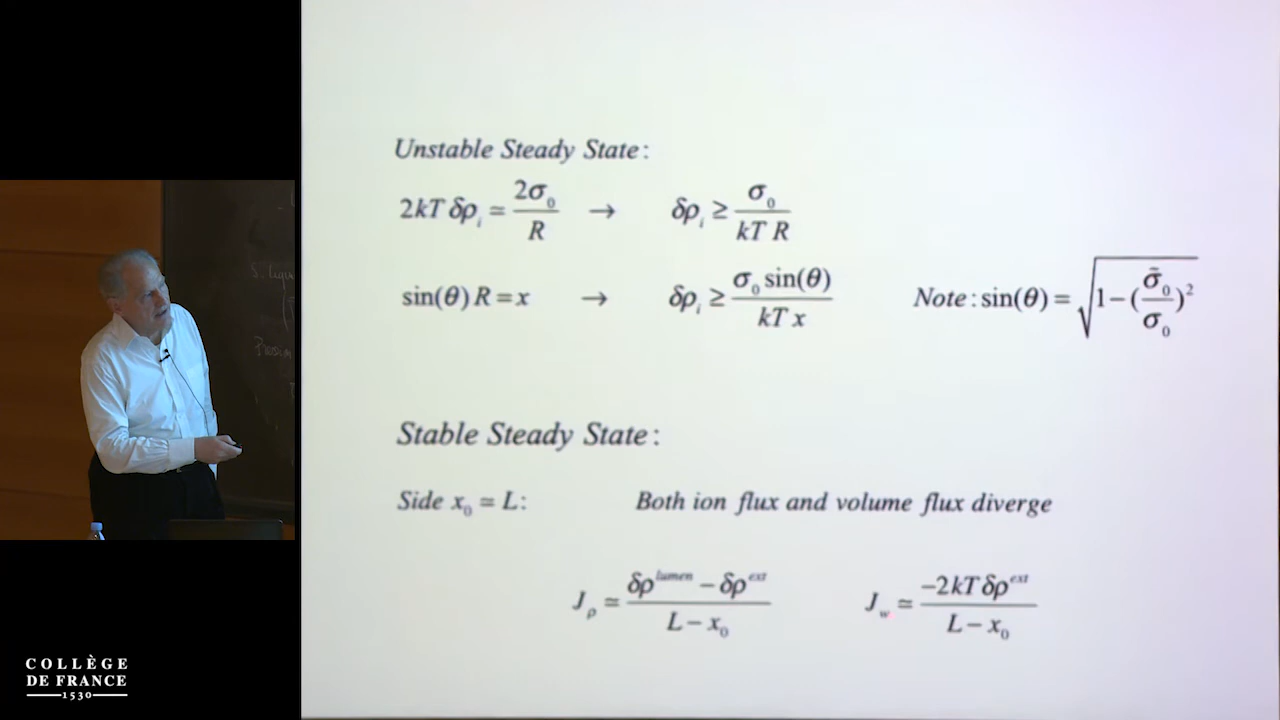 Unstable Steady State:
2kT δρ_i = 2σ_0 / R → δρ_i ≥ σ_0 / kT R
sin(θ) R = x → δρ_i ≥ σ_0 sin(θ) / kT x Note: sin(θ) = √(1 − (σ̃_0 / σ_0)²)
Stable Steady State:
Side x_0 ≃ L: Both ion flux and volume flux diverge
J_ρ ≃ (δρ^lumen − δρ^ext) / (L − x_0) J_w ≃ −2kT δρ^ext / (L − x_0)
COLLÈGE
DE FRANCE
1530